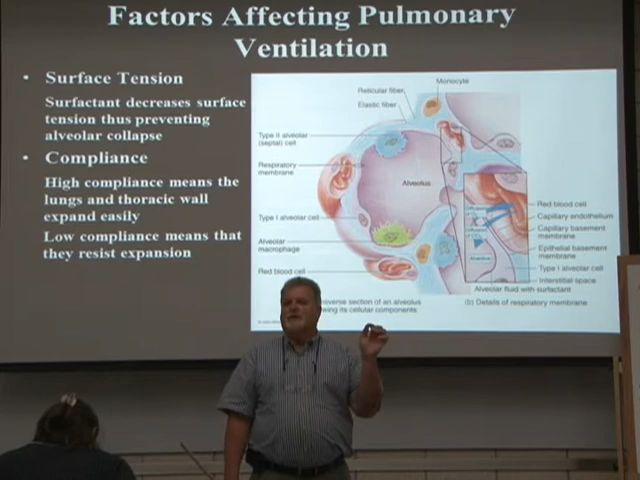 Factors Affecting Pulmonary
Ventilation
• Surface Tension
Surfactant decreases surface
tension thus preventing
alveolar collapse
• Compliance
High compliance means the
lungs and thoracic wall
expand easily
Low compliance means that
they resist expansion
Monocyte
Reticular fiber
Elastic fiber
Type II alveolar
(septal) cell
Respiratory
membrane
Alveolus
Type I alveolar cell
Alveolar
macrophage
Red blood cell
Red blood cell
Capillary endothelium
Capillary basement
membrane
Epithelial basement
membrane
Type I alveolar cell
Interstitial space
Alveolar fluid with surfactant
section of an alveolus
its cellular components
(b) Details of respiratory membrane